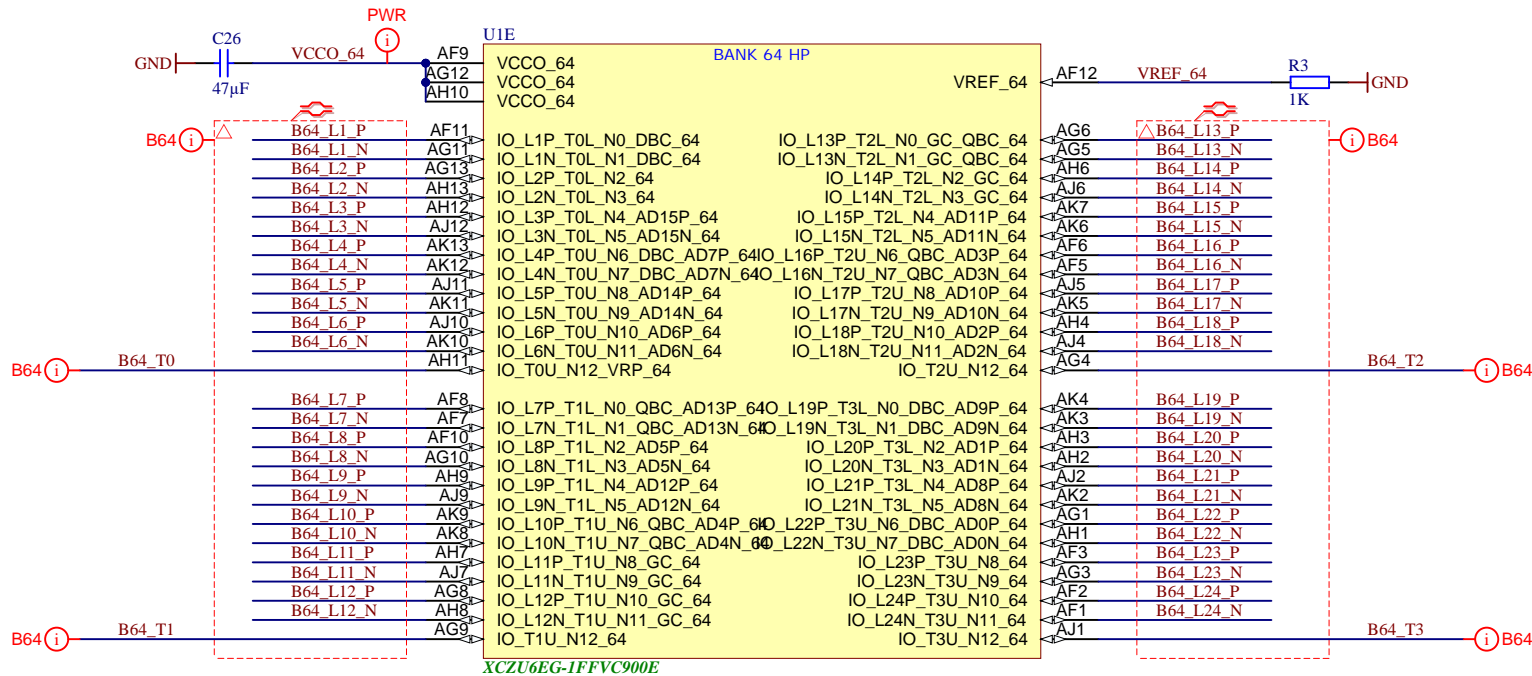 PWR
i
C26
GND
VCCO_64
47µF
U1E
BANK 64 HP
AF9 VCCO_64
AG12 VCCO_64
AH10 VCCO_64
VREF_64 AF12 VREF_64
R3
1K
GND
B64 i
i B64
B64_L1_P AF11 IO_L1P_T0L_N0_DBC_64 IO_L13P_T2L_N0_GC_QBC_64 AG6 B64_L13_P
B64_L1_N AG11 IO_L1N_T0L_N1_DBC_64 IO_L13N_T2L_N1_GC_QBC_64 AG5 B64_L13_N
B64_L2_P AG13 IO_L2P_T0L_N2_64 IO_L14P_T2L_N2_GC_64 AH6 B64_L14_P
B64_L2_N AH13 IO_L2N_T0L_N3_64 IO_L14N_T2L_N3_GC_64 AJ6 B64_L14_N
B64_L3_P AH12 IO_L3P_T0L_N4_AD15P_64 IO_L15P_T2L_N4_AD11P_64 AK7 B64_L15_P
B64_L3_N AJ12 IO_L3N_T0L_N5_AD15N_64 IO_L15N_T2L_N5_AD11N_64 AK6 B64_L15_N
B64_L4_P AK13 IO_L4P_T0U_N6_DBC_AD7P_64 IO_L16P_T2U_N6_QBC_AD3P_64 AF6 B64_L16_P
B64_L4_N AK12 IO_L4N_T0U_N7_DBC_AD7N_64 IO_L16N_T2U_N7_QBC_AD3N_64 AF5 B64_L16_N
B64_L5_P AJ11 IO_L5P_T0U_N8_AD14P_64 IO_L17P_T2U_N8_AD10P_64 AJ5 B64_L17_P
B64_L5_N AK11 IO_L5N_T0U_N9_AD14N_64 IO_L17N_T2U_N9_AD10N_64 AK5 B64_L17_N
B64_L6_P AJ10 IO_L6P_T0U_N10_AD6P_64 IO_L18P_T2U_N10_AD2P_64 AH4 B64_L18_P
B64_L6_N AK10 IO_L6N_T0U_N11_AD6N_64 IO_L18N_T2U_N11_AD2N_64 AJ4 B64_L18_N
B64 i B64_T0 AH11 IO_T0U_N12_VRP_64 IO_T2U_N12_64 AG4 B64_T2 i B64
B64_L7_P AF8 IO_L7P_T1L_N0_QBC_AD13P_64 IO_L19P_T3L_N0_DBC_AD9P_64 AK4 B64_L19_P
B64_L7_N AF7 IO_L7N_T1L_N1_QBC_AD13N_64 IO_L19N_T3L_N1_DBC_AD9N_64 AK3 B64_L19_N
B64_L8_P AF10 IO_L8P_T1L_N2_AD5P_64 IO_L20P_T3L_N2_AD1P_64 AH3 B64_L20_P
B64_L8_N AG10 IO_L8N_T1L_N3_AD5N_64 IO_L20N_T3L_N3_AD1N_64 AH2 B64_L20_N
B64_L9_P AH9 IO_L9P_T1L_N4_AD12P_64 IO_L21P_T3L_N4_AD8P_64 AJ2 B64_L21_P
B64_L9_N AJ9 IO_L9N_T1L_N5_AD12N_64 IO_L21N_T3L_N5_AD8N_64 AK2 B64_L21_N
B64_L10_P AK9 IO_L10P_T1U_N6_QBC_AD4P_64 IO_L22P_T3U_N6_DBC_AD0P_64 AG1 B64_L22_P
B64_L10_N AK8 IO_L10N_T1U_N7_QBC_AD4N_64 IO_L22N_T3U_N7_DBC_AD0N_64 AH1 B64_L22_N
B64_L11_P AH7 IO_L11P_T1U_N8_GC_64 IO_L23P_T3U_N8_64 AF3 B64_L23_P
B64_L11_N AJ7 IO_L11N_T1U_N9_GC_64 IO_L23N_T3U_N9_64 AG3 B64_L23_N
B64_L12_P AG8 IO_L12P_T1U_N10_GC_64 IO_L24P_T3U_N10_64 AF2 B64_L24_P
B64_L12_N AH8 IO_L12N_T1U_N11_GC_64 IO_L24N_T3U_N11_64 AF1 B64_L24_N
B64 i B64_T1 AG9 IO_T1U_N12_64 IO_T3U_N12_64 AJ1 B64_T3 i B64
XCZU6EG-1FFVC900E